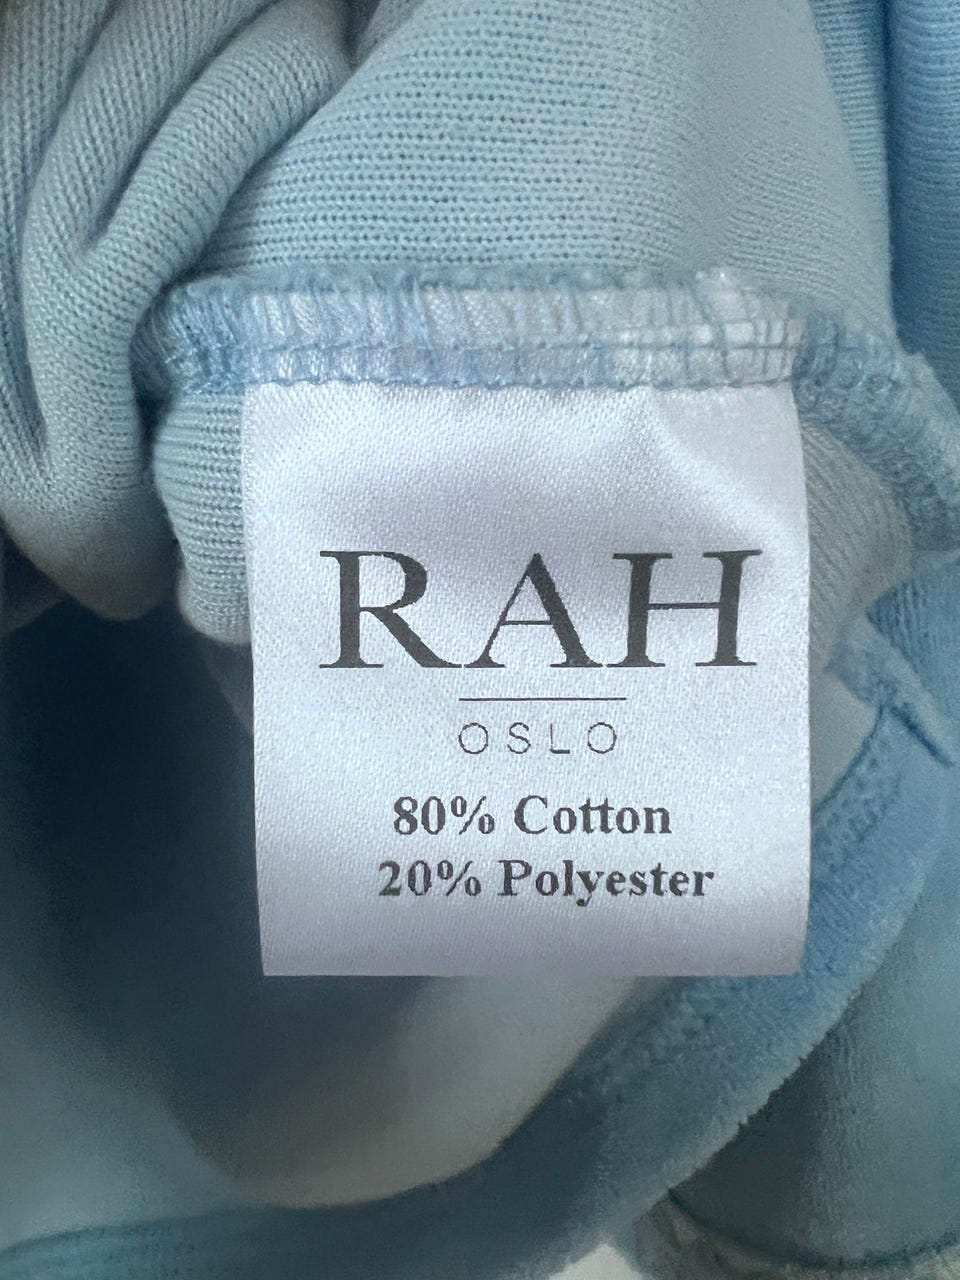 RAH
OSLO
80% Cotton
20% Polyester